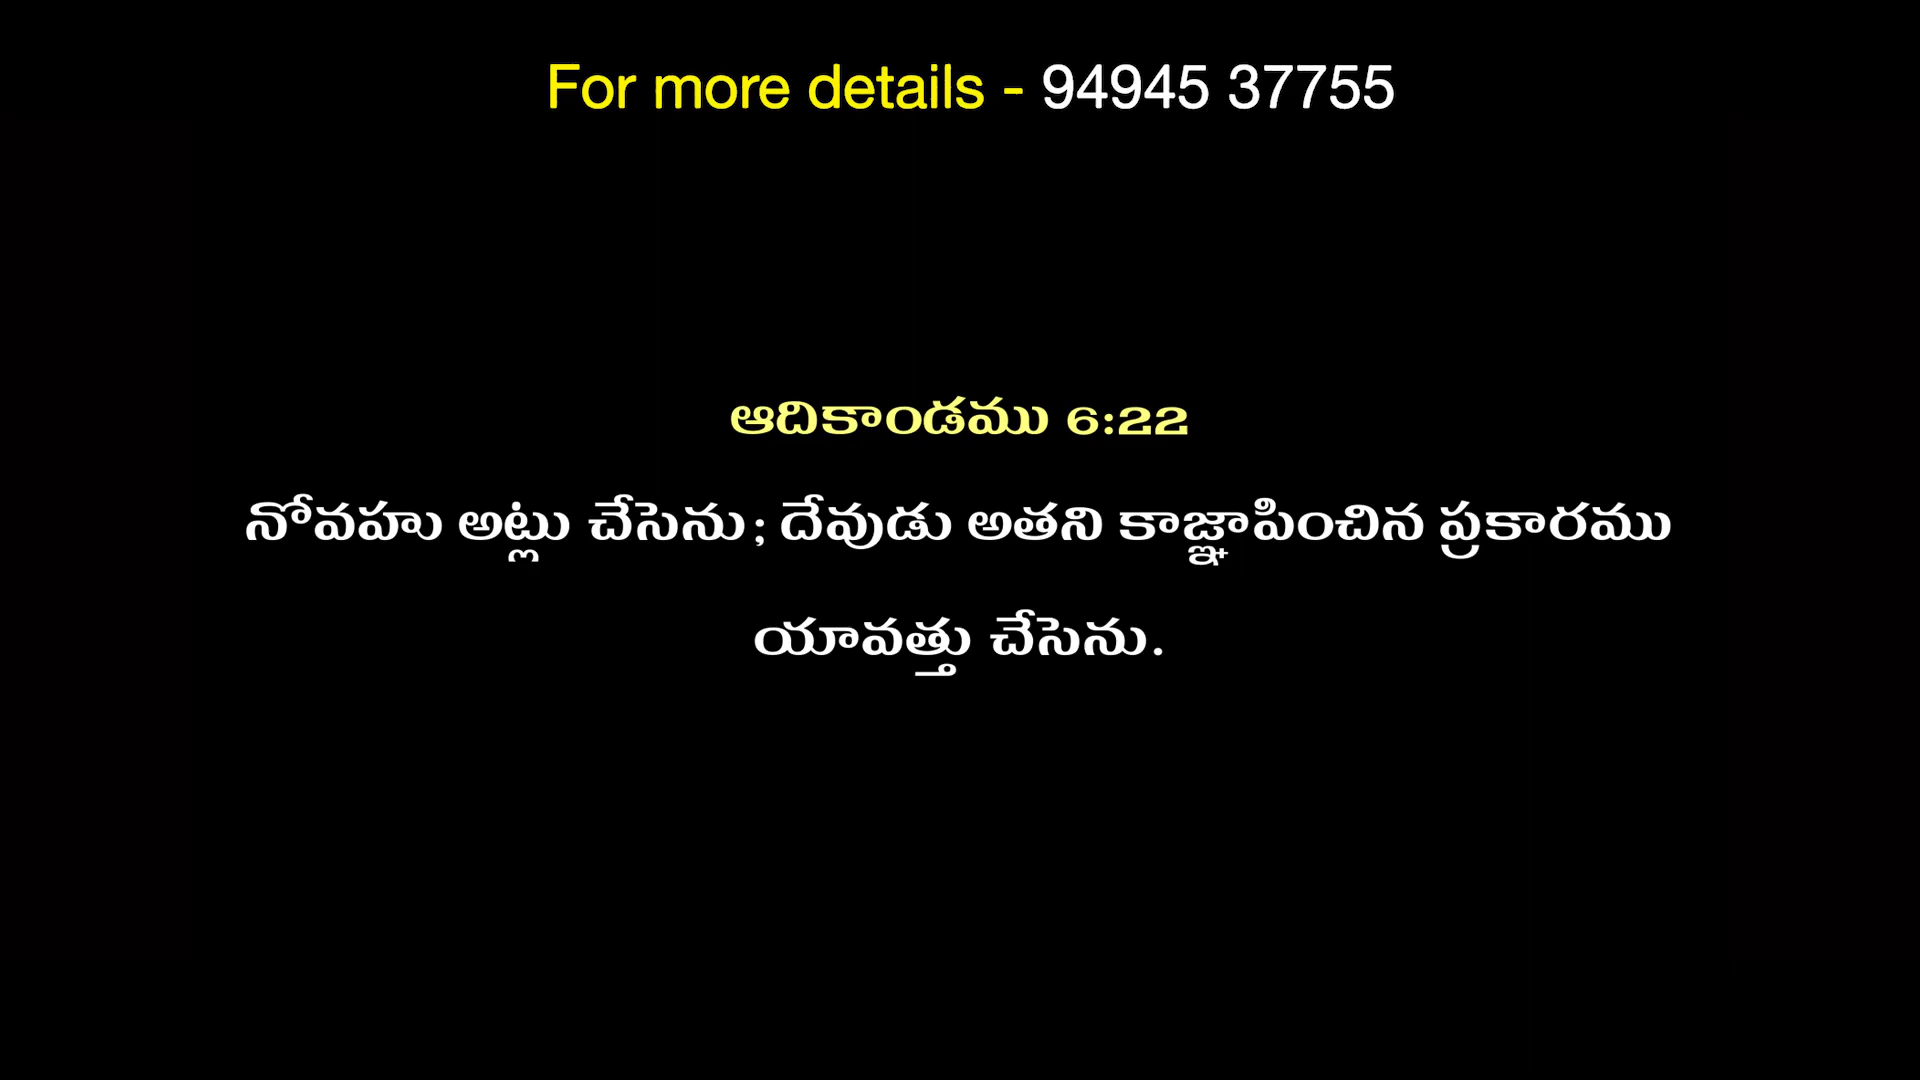 For more details - 94945 37755
ఆదికాండము 6:22
నోవహు అట్లు చేసెను; దేవుడు అతని కాజ్ఞాపించిన ప్రకారము
యావత్తు చేసెను.